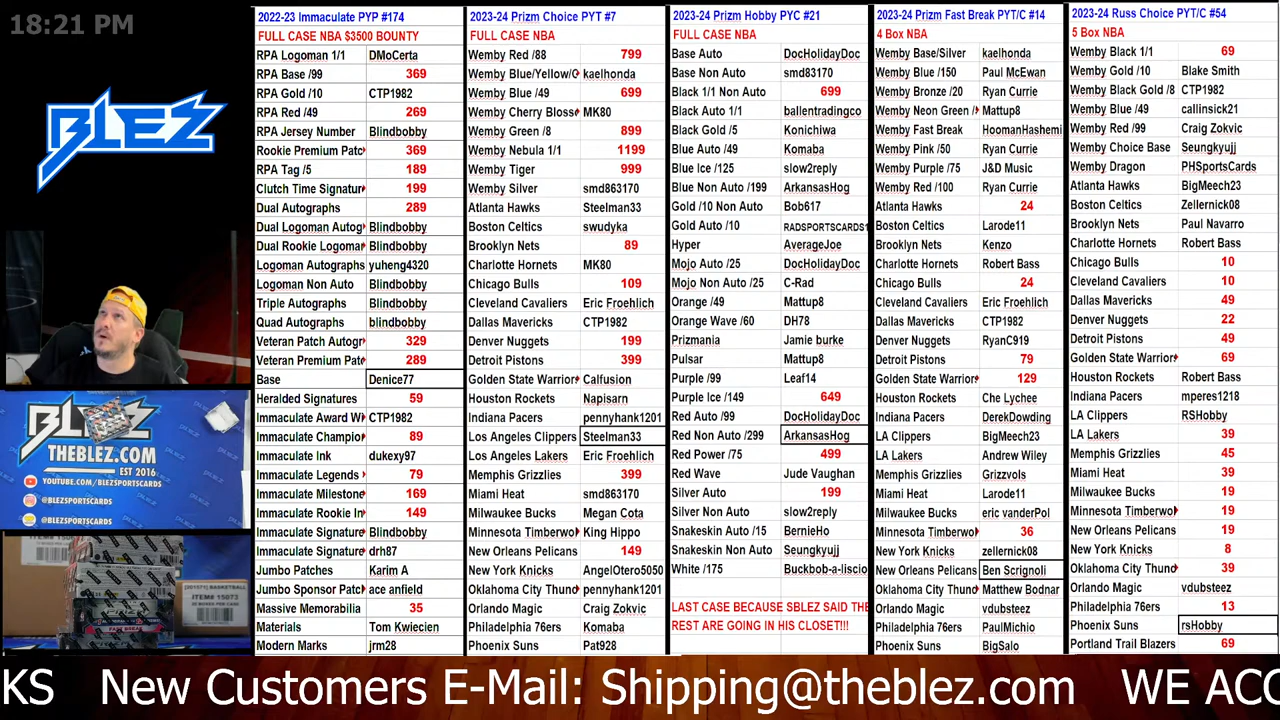 18:21 PM
BLEZ
BLEZ
THEBLEZ.COM
EST 2016
YOUTUBE.COM/BLEZSPORTSCARDS
@BLEZSPORTSCARDS
@BLEZSPORTSCARDS
ITEM# 15073
2022-23 Immaculate PYP #174
FULL CASE NBA $3500 BOUNTY
RPA Logoman 1/1 DMoCerta
RPA Base /99 369
RPA Gold /10 CTP1982
RPA Red /49 269
RPA Jersey Number Blindbobby
Rookie Premium Patc 369
RPA Tag /5 189
Clutch Time Signatur 199
Dual Autographs 289
Dual Logoman Autog Blindbobby
Dual Rookie Logoma Blindbobby
Logoman Autographs yuheng4320
Logoman Non Auto Blindbobby
Triple Autographs Blindbobby
Quad Autographs blindbobby
Veteran Patch Autogr 329
Veteran Premium Pat 289
Base Denice77
Heralded Signatures 59
Immaculate Award Wi CTP1982
Immaculate Champio 89
Immaculate Ink dukexy97
Immaculate Legends 79
Immaculate Milestone 169
Immaculate Rookie In 149
Immaculate Signature Blindbobby
Immaculate Signature drh87
Jumbo Patches Karim A
Jumbo Sponsor Patc ace anfield
Massive Memorabilia 35
Materials Tom Kwiecien
Modern Marks jrm28
2023-24 Prizm Choice PYT #7
FULL CASE NBA
Wemby Red /88 799
Wemby Blue/Yellow/G kaelhonda
Wemby Blue /49 699
Wemby Cherry Blosso MK80
Wemby Green /8 899
Wemby Nebula 1/1 1199
Wemby Tiger 999
Wemby Silver smd863170
Atlanta Hawks Steelman33
Boston Celtics swudyka
Brooklyn Nets 89
Charlotte Hornets MK80
Chicago Bulls 109
Cleveland Cavaliers Eric Froehlich
Dallas Mavericks CTP1982
Denver Nuggets 199
Detroit Pistons 399
Golden State Warrior Calfusion
Houston Rockets Napisarn
Indiana Pacers pennyhank1201
Los Angeles Clippers Steelman33
Los Angeles Lakers Eric Froehlich
Memphis Grizzlies 399
Miami Heat smd863170
Milwaukee Bucks Megan Cota
Minnesota Timberwo King Hippo
New Orleans Pelicans 149
New York Knicks AngelOtero5050
Oklahoma City Thund pennyhank1201
Orlando Magic Craig Zokvic
Philadelphia 76ers Komaba
Phoenix Suns Pat928
2023-24 Prizm Hobby PYC #21
FULL CASE NBA
Base Auto DocHolidayDoc
Base Non Auto smd83170
Black 1/1 Non Auto 699
Black Auto 1/1 ballentradingco
Black Gold /5 Konichiwa
Blue Auto /49 Komaba
Blue Ice /125 slow2reply
Blue Non Auto /199 ArkansasHog
Gold /10 Non Auto Bob617
Gold Auto /10 RADSPORTSCARDS1
Hyper AverageJoe
Mojo Auto /25 DocHolidayDoc
Mojo Non Auto /25 C-Rad
Orange /49 Mattup8
Orange Wave /60 DH78
Prizmania Jamie burke
Pulsar Mattup8
Purple /99 Leaf14
Purple Ice /149 649
Red Auto /99 DocHolidayDoc
Red Non Auto /299 ArkansasHog
Red Power /75 499
Red Wave Jude Vaughan
Silver Auto 199
Silver Non Auto slow2reply
Snakeskin Auto /15 BernieHo
Snakeskin Non Auto Seungkyujj
White /175 Buckbob-a-liscio
LAST CASE BECAUSE SBLEZ SAID THE
REST ARE GOING IN HIS CLOSET!!!
2023-24 Prizm Fast Break PYT/C #14
4 Box NBA
Wemby Base/Silver kaelhonda
Wemby Blue /150 Paul McEwan
Wemby Bronze /20 Ryan Currie
Wemby Neon Green / Mattup8
Wemby Fast Break HoomanHashemi
Wemby Pink /50 Ryan Currie
Wemby Purple /75 J&D Music
Wemby Red /100 Ryan Currie
Atlanta Hawks 24
Boston Celtics Larode11
Brooklyn Nets Kenzo
Charlotte Hornets Robert Bass
Chicago Bulls 24
Cleveland Cavaliers Eric Froehlich
Dallas Mavericks CTP1982
Denver Nuggets RyanC919
Detroit Pistons 79
Golden State Warrior 129
Houston Rockets Che Lychee
Indiana Pacers DerekDowding
LA Clippers BigMeech23
LA Lakers Andrew Wiley
Memphis Grizzlies Grizzvols
Miami Heat Larode11
Milwaukee Bucks eric vanderPol
Minnesota Timberwo 36
New York Knicks zellernick08
New Orleans Pelicans Ben Scrignoli
Oklahoma City Thund Matthew Bodnar
Orlando Magic vdubsteez
Philadelphia 76ers PaulMichio
Phoenix Suns BigSalo
2023-24 Russ Choice PYT/C #54
5 Box NBA
Wemby Black 1/1 69
Wemby Gold /10 Blake Smith
Wemby Black Gold /8 CTP1982
Wemby Blue /49 callinsick21
Wemby Red /99 Craig Zokvic
Wemby Choice Base Seungkyujj
Wemby Dragon PHSportsCards
Atlanta Hawks BigMeech23
Boston Celtics Zellernick08
Brooklyn Nets Paul Navarro
Charlotte Hornets Robert Bass
Chicago Bulls 10
Cleveland Cavaliers 10
Dallas Mavericks 49
Denver Nuggets 22
Detroit Pistons 49
Golden State Warrior 69
Houston Rockets Robert Bass
Indiana Pacers mperes1218
LA Clippers RSHobby
LA Lakers 39
Memphis Grizzlies 45
Miami Heat 39
Milwaukee Bucks 19
Minnesota Timberwo 19
New Orleans Pelicans 19
New York Knicks 8
Oklahoma City Thund 39
Orlando Magic vdubsteez
Philadelphia 76ers 13
Phoenix Suns rsHobby
Portland Trail Blazers 69
KS New Customers E-Mail: Shipping@theblez.com WE ACC